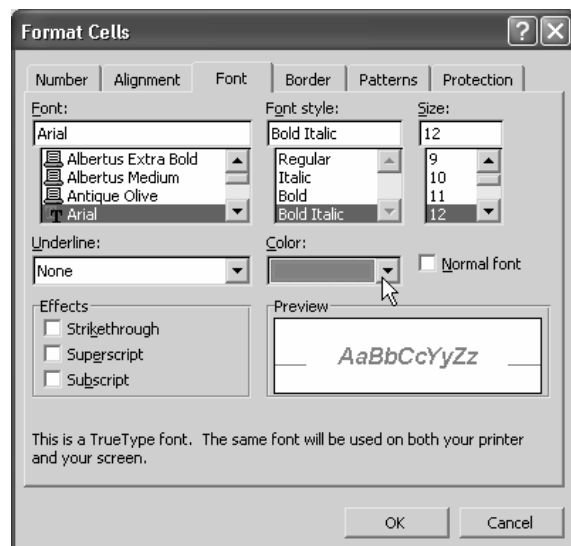 Format Cells
Number Alignment Font Border Patterns Protection
Font: Font style: Size:
Arial Bold Italic 12
Albertus Extra Bold Regular 9
Albertus Medium Italic 10
Antique Olive Bold 11
Arial Bold Italic 12
Underline: Color:
None Normal font
Effects Preview
Strikethrough
Superscript AaBbCcYyZz
Subscript
This is a TrueType font. The same font will be used on both your printer
and your screen.
OK Cancel